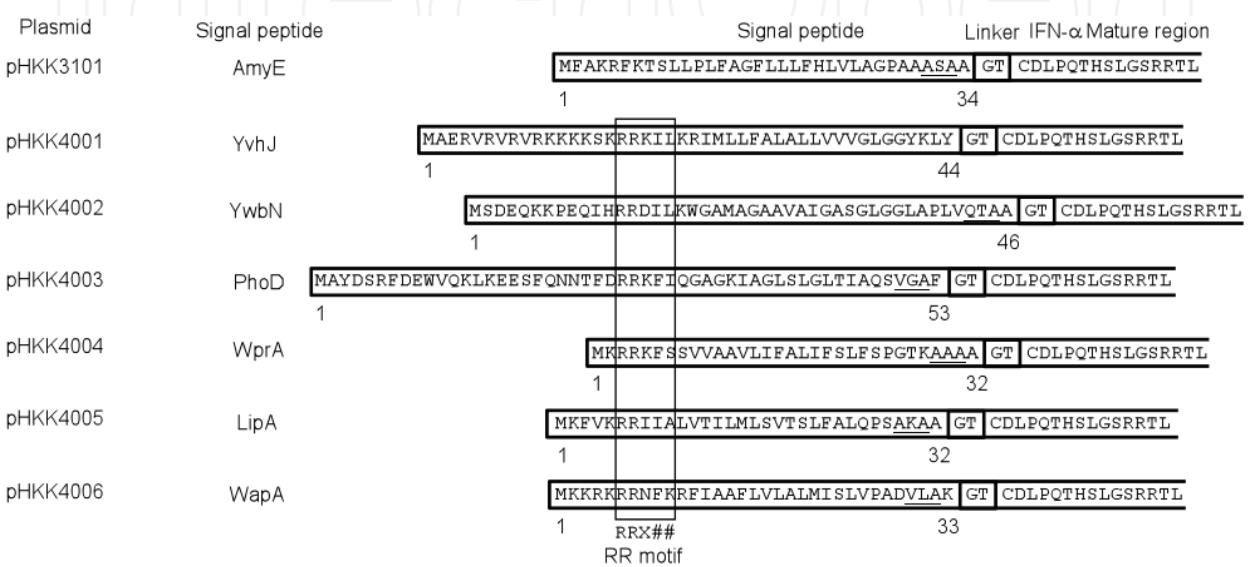 Plasmid Signal peptide Signal peptide Linker IFN-α Mature region
pHKK3101 AmyE MFAKRFKTSLLPLFAGFLLLFHLVLAGPAAASAA GT CDLPQTHSLGSRRTL
1 34
pHKK4001 YvhJ MAERVRVRVRKKKKSKRRKILKRIMLLFALALLVVVGLGGYKLY GT CDLPQTHSLGSRRTL
1 44
pHKK4002 YwbN MSDEQKKPEQIHRRDILKWGAMAGAAVAIGASGLGGLAPLVQTAA GT CDLPQTHSLGSRRTL
1 46
pHKK4003 PhoD MAYDSRFDEWVQKLKEESFQNNTFDRRKFIQGAGKIAGLSLGLTIAQSVGAF GT CDLPQTHSLGSRRTL
1 53
pHKK4004 WprA MKRRKFSSVVAAVLIFALIFSLFSPGTKAAAA GT CDLPQTHSLGSRRTL
1 32
pHKK4005 LipA MKFVKRRIIALVTILMLSVTSLFALQPSAKAA GT CDLPQTHSLGSRRTL
1 32
pHKK4006 WapA MKKRKRRNFKRFIAAFLVLALMISLVPADVLAK GT CDLPQTHSLGSRRTL
1 33
RRX##
RR motif